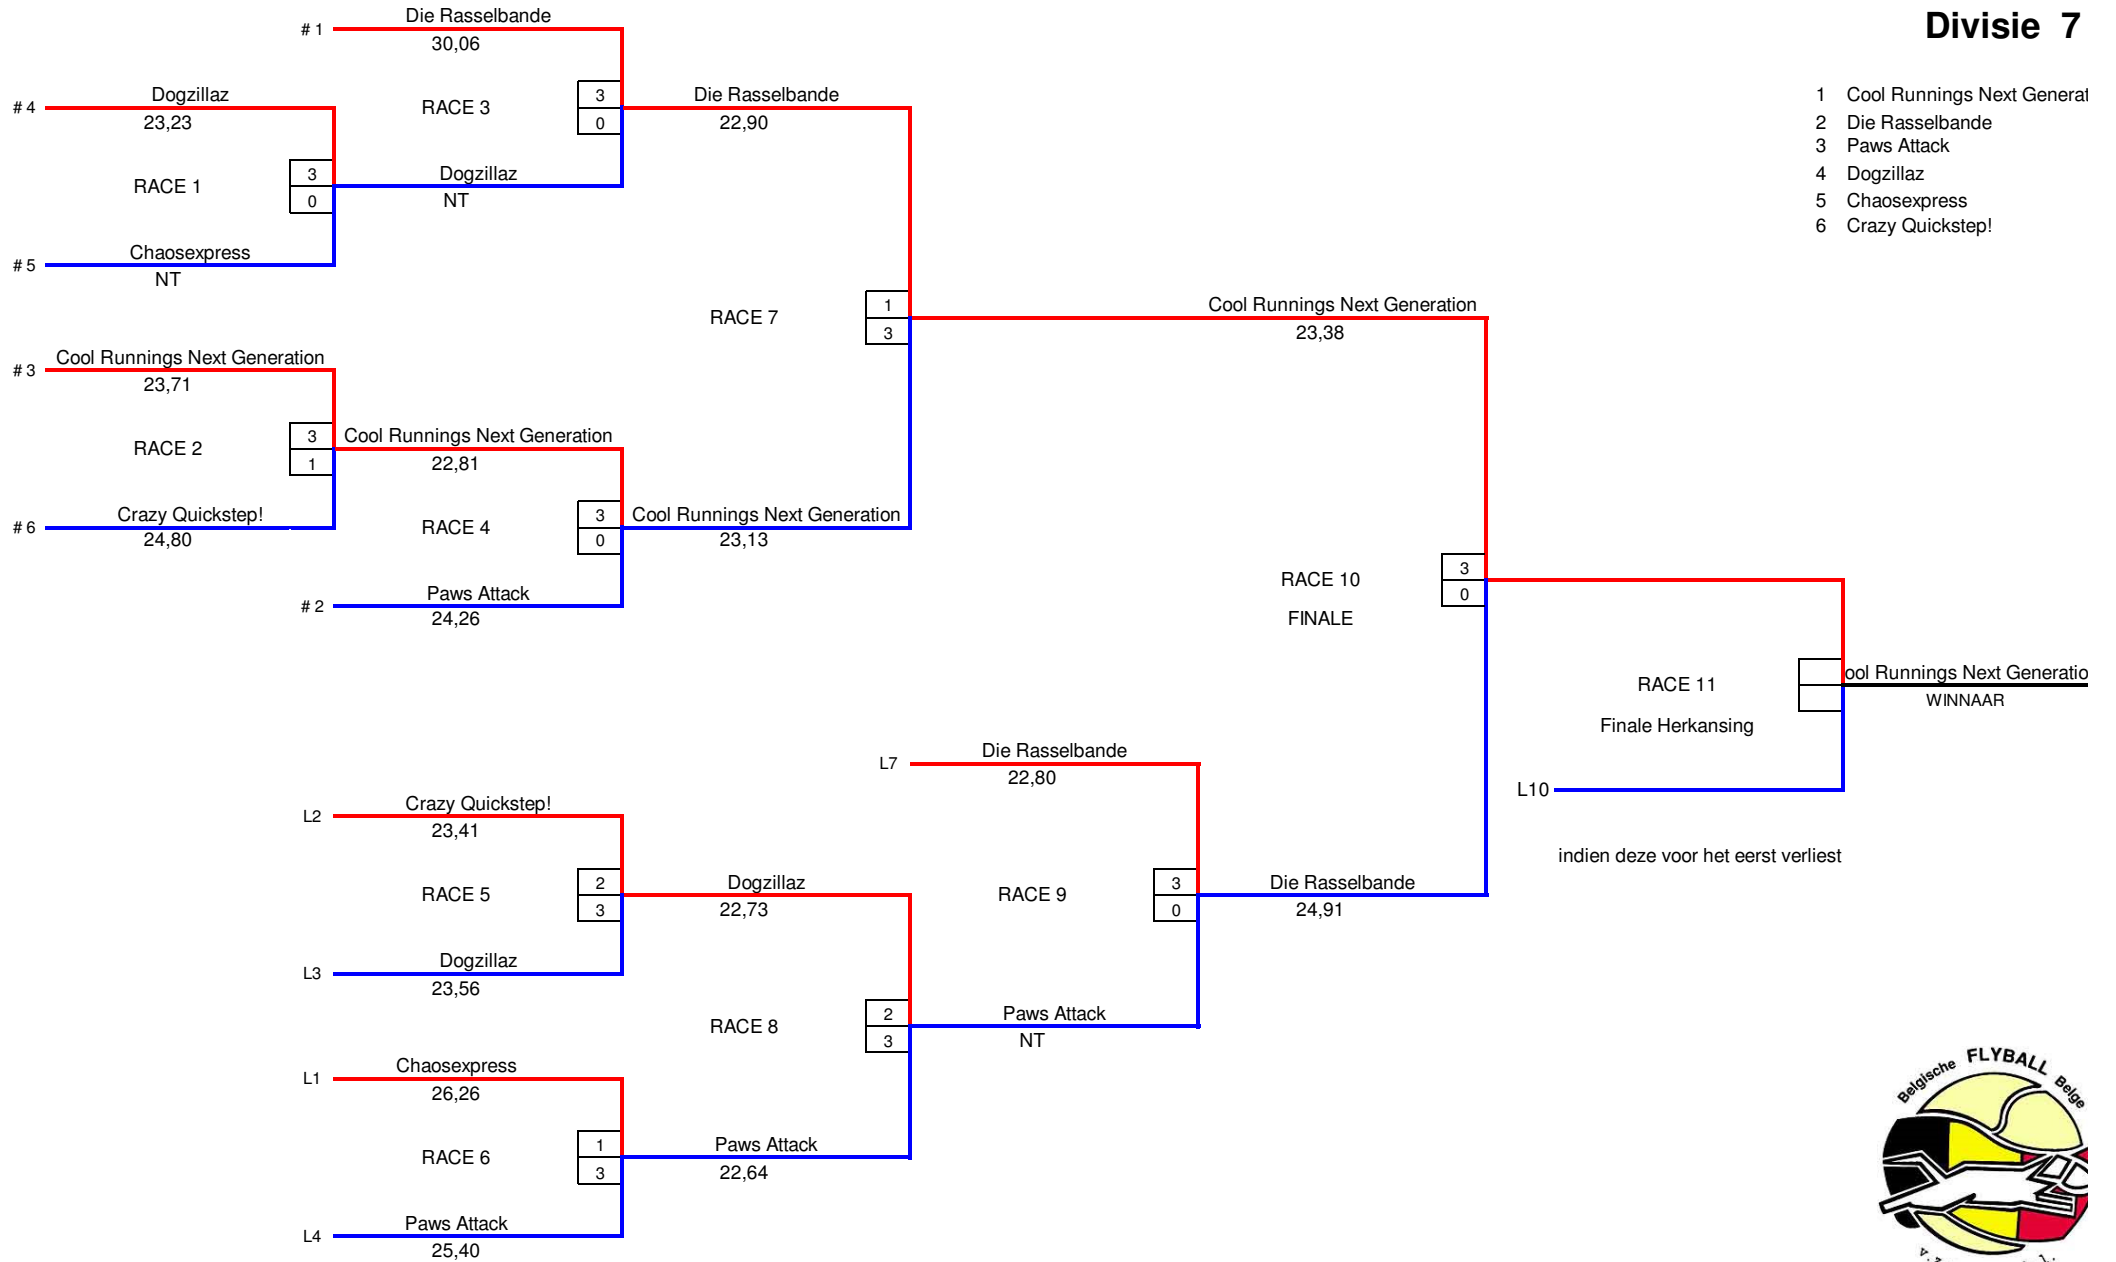 Divisie 7
1 Cool Runnings Next Generat
2 Die Rasselbande
3 Paws Attack
4 Dogzillaz
5 Chaosexpress
6 Crazy Quickstep!
# 1
Die Rasselbande
30,06
RACE 3
3
0
Dogzillaz
NT
# 4
Dogzillaz
23,23
RACE 1
3
0
# 5
Chaosexpress
NT
Die Rasselbande
22,90
RACE 7
1
3
# 3
Cool Runnings Next Generation
23,71
RACE 2
3
1
# 6
Crazy Quickstep!
24,80
Cool Runnings Next Generation
22,81
RACE 4
3
0
# 2
Paws Attack
24,26
Cool Runnings Next Generation
23,13
Cool Runnings Next Generation
23,38
RACE 10
FINALE
3
0
RACE 11
Finale Herkansing
ool Runnings Next Generatio
WINNAAR
L10
indien deze voor het eerst verliest
L7
Die Rasselbande
22,80
RACE 9
3
0
Die Rasselbande
24,91
L2
Crazy Quickstep!
23,41
RACE 5
2
3
L3
Dogzillaz
23,56
Dogzillaz
22,73
RACE 8
2
3
Paws Attack
NT
L1
Chaosexpress
26,26
RACE 6
1
3
L4
Paws Attack
25,40
Paws Attack
22,64
Belgische FLYBALL Belge